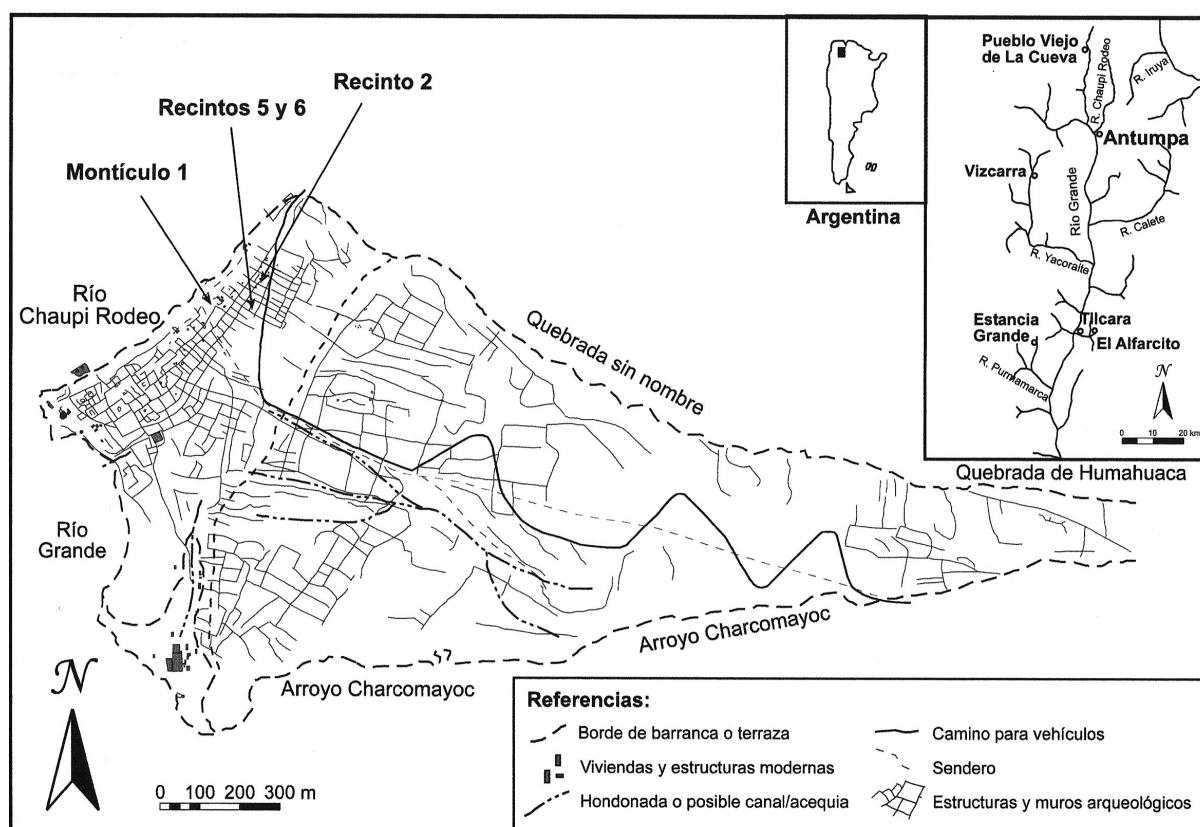 Recinto 2
Recintos 5 y 6
Montículo 1
Río
Chaupi Rodeo
Quebrada sin nombre
Río
Grande
Arroyo Charcomayoc
Arroyo Charcomayoc
N
0 100 200 300 m
Argentina
Pueblo Viejo
de La Cueva
R. Chaupi Rodeo
R. Iruya
Antumpa
Vizcarra
Río Grande
R. Calete
R. Yacoraite
Estancia
Grande
Tilcara
El Alfarcito
R. Purmamarca
N
0 10 20 km
Quebrada de Humahuaca
Referencias:
Borde de barranca o terraza
Viviendas y estructuras modernas
Hondonada o posible canal/acequia
Camino para vehículos
Sendero
Estructuras y muros arqueológicos